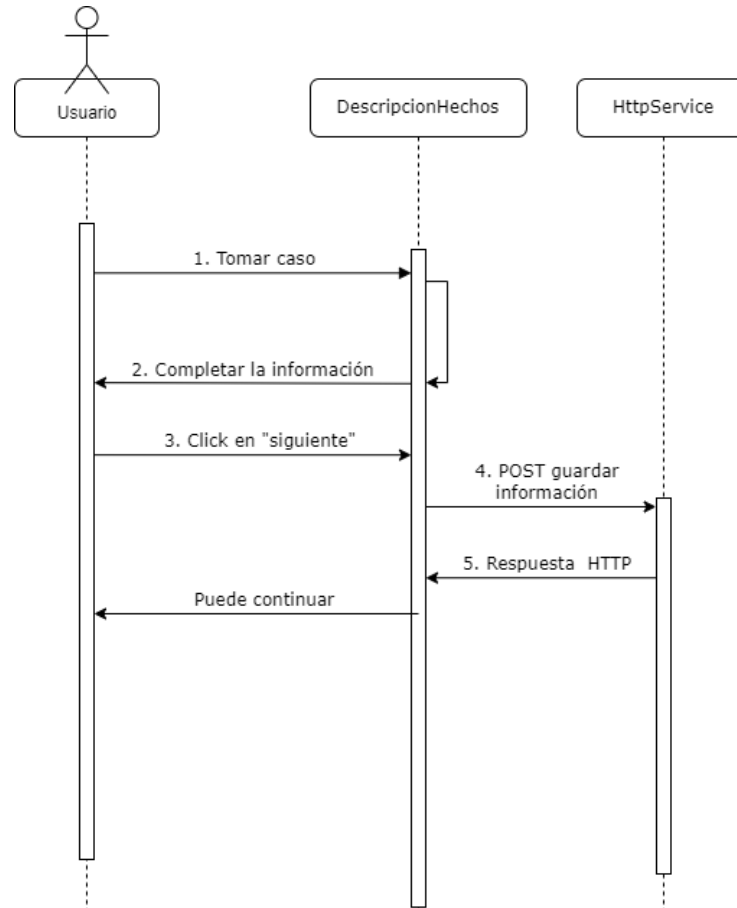 Usuario
DescripcionHechos
HttpService
1. Tomar caso
2. Completar la información
3. Click en "siguiente"
4. POST guardar
información
5. Respuesta  HTTP
Puede continuar